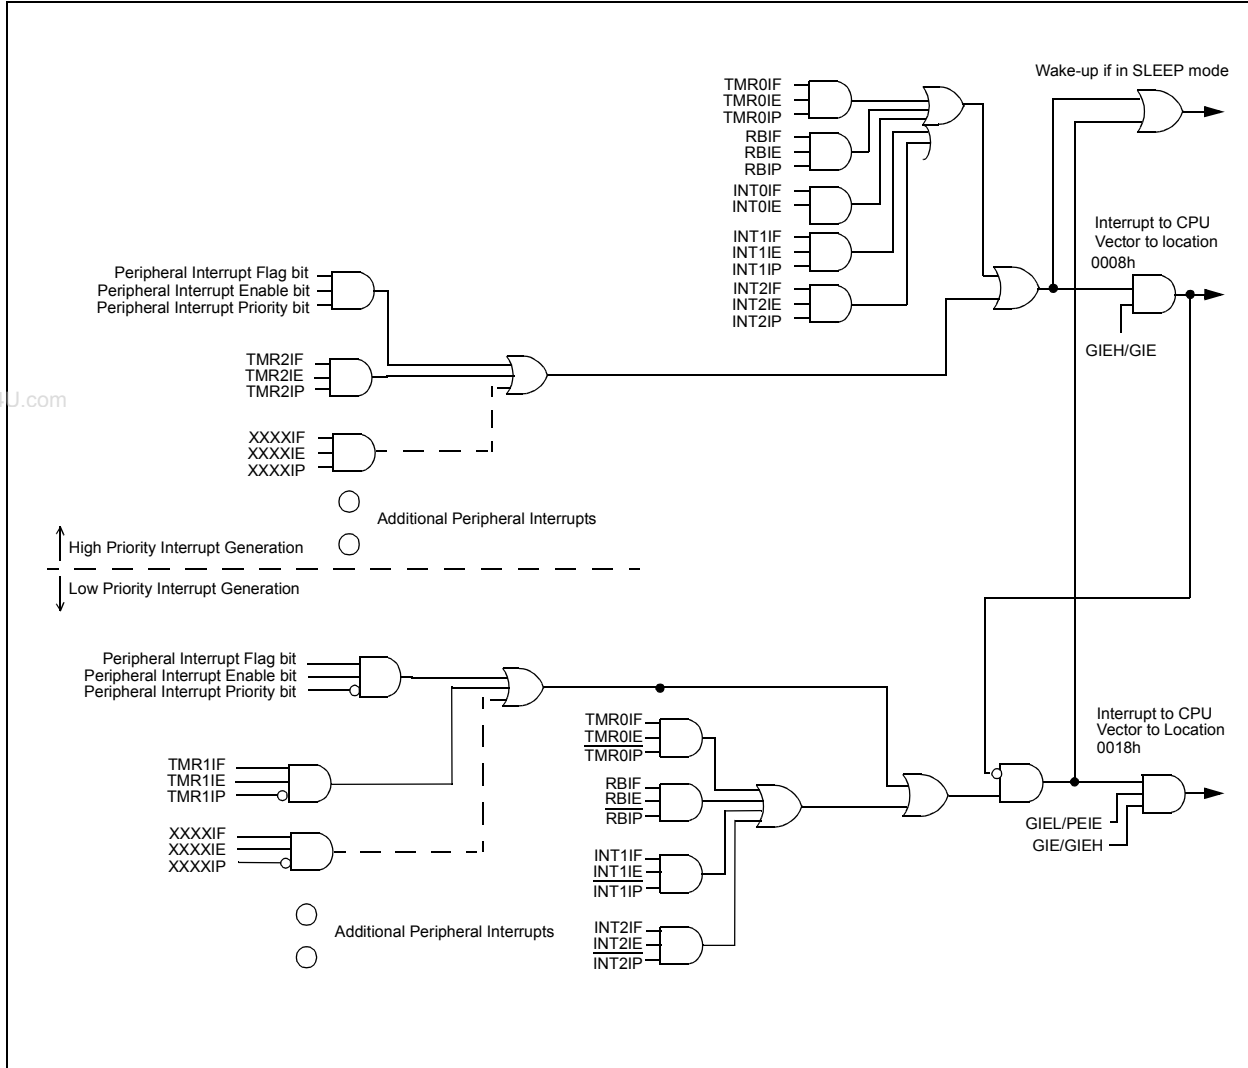 Wake-up if in SLEEP mode
TMR0IF
TMR0IE
TMR0IP
RBIF
RBIE
RBIP
INT0IF
INT0IE
INT1IF
INT1IE
INT1IP
INT2IF
INT2IE
INT2IP
Interrupt to CPU
Vector to location
0008h
GIEH/GIE
Peripheral Interrupt Flag bit
Peripheral Interrupt Enable bit
Peripheral Interrupt Priority bit
TMR2IF
TMR2IE
TMR2IP
U.com
XXXXIF
XXXXIE
XXXXIP
Additional Peripheral Interrupts
High Priority Interrupt Generation
Low Priority Interrupt Generation
Peripheral Interrupt Flag bit
Peripheral Interrupt Enable bit
Peripheral Interrupt Priority bit
TMR1IF
TMR1IE
TMR1IP
XXXXIF
XXXXIE
XXXXIP
Additional Peripheral Interrupts
TMR0IF
TMR0IE
TMR0IP
RBIF
RBIE
RBIP
INT1IF
INT1IE
INT1IP
INT2IF
INT2IE
INT2IP
Interrupt to CPU
Vector to Location
0018h
GIEL/PEIE
GIE/GIEH